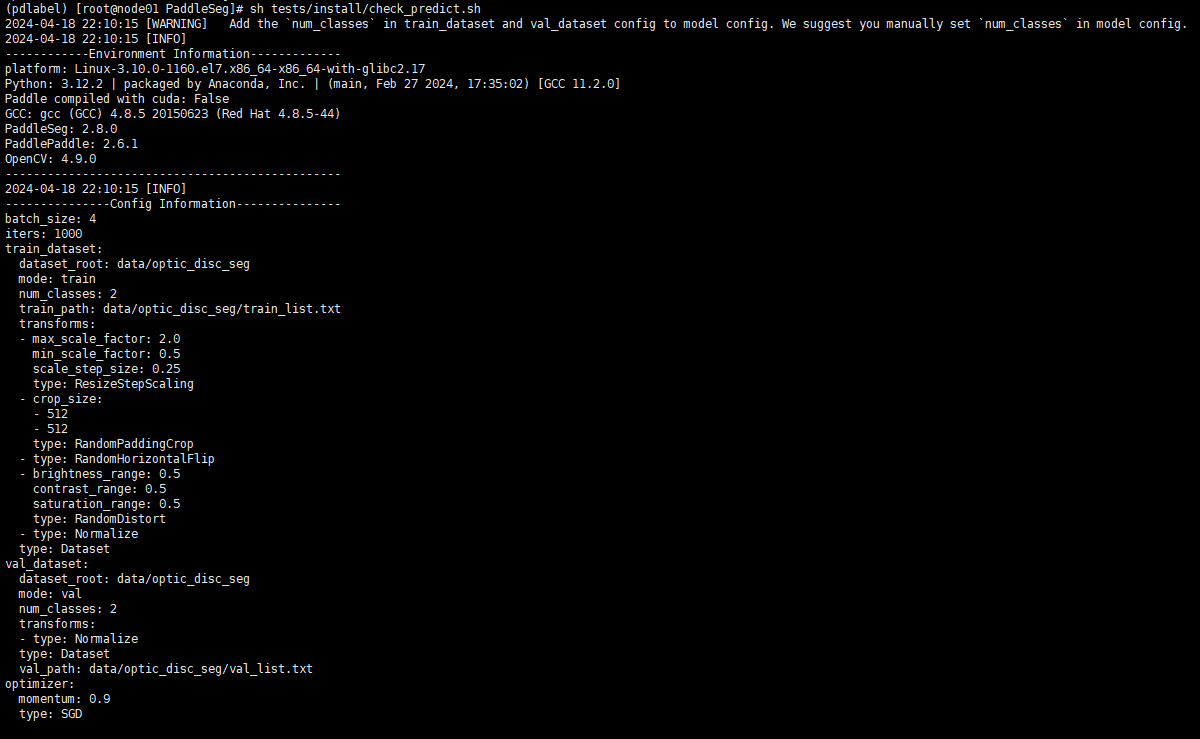 (pdlabel) [root@node01 PaddleSeg]# sh tests/install/check_predict.sh
2024-04-18 22:10:15 [WARNING]   Add the `num_classes` in train_dataset and val_dataset config to model config. We suggest you manually set `num_classes` in model config.
2024-04-18 22:10:15 [INFO]
------------Environment Information-------------
platform: Linux-3.10.0-1160.el7.x86_64-x86_64-with-glibc2.17
Python: 3.12.2 | packaged by Anaconda, Inc. | (main, Feb 27 2024, 17:35:02) [GCC 11.2.0]
Paddle compiled with cuda: False
GCC: gcc (GCC) 4.8.5 20150623 (Red Hat 4.8.5-44)
PaddleSeg: 2.8.0
PaddlePaddle: 2.6.1
OpenCV: 4.9.0
------------------------------------------------
2024-04-18 22:10:15 [INFO]
---------------Config Information---------------
batch_size: 4
iters: 1000
train_dataset:
  dataset_root: data/optic_disc_seg
  mode: train
  num_classes: 2
  train_path: data/optic_disc_seg/train_list.txt
  transforms:
  - max_scale_factor: 2.0
    min_scale_factor: 0.5
    scale_step_size: 0.25
    type: ResizeStepScaling
  - crop_size:
    - 512
    - 512
    type: RandomPaddingCrop
  - type: RandomHorizontalFlip
  - brightness_range: 0.5
    contrast_range: 0.5
    saturation_range: 0.5
    type: RandomDistort
  - type: Normalize
  type: Dataset
val_dataset:
  dataset_root: data/optic_disc_seg
  mode: val
  num_classes: 2
  transforms:
  - type: Normalize
  type: Dataset
  val_path: data/optic_disc_seg/val_list.txt
optimizer:
  momentum: 0.9
  type: SGD